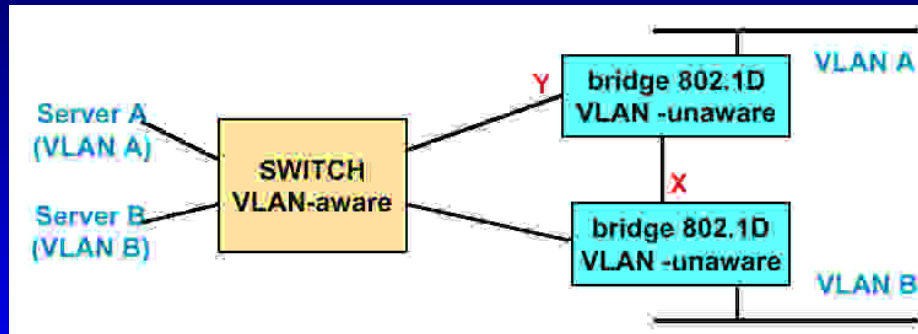 VLAN A
Y
bridge 802.1D
VLAN -unaware
Server A
(VLAN A)
SWITCH
VLAN-aware
X
Server B
(VLAN B)
bridge 802.1D
VLAN -unaware
VLAN B